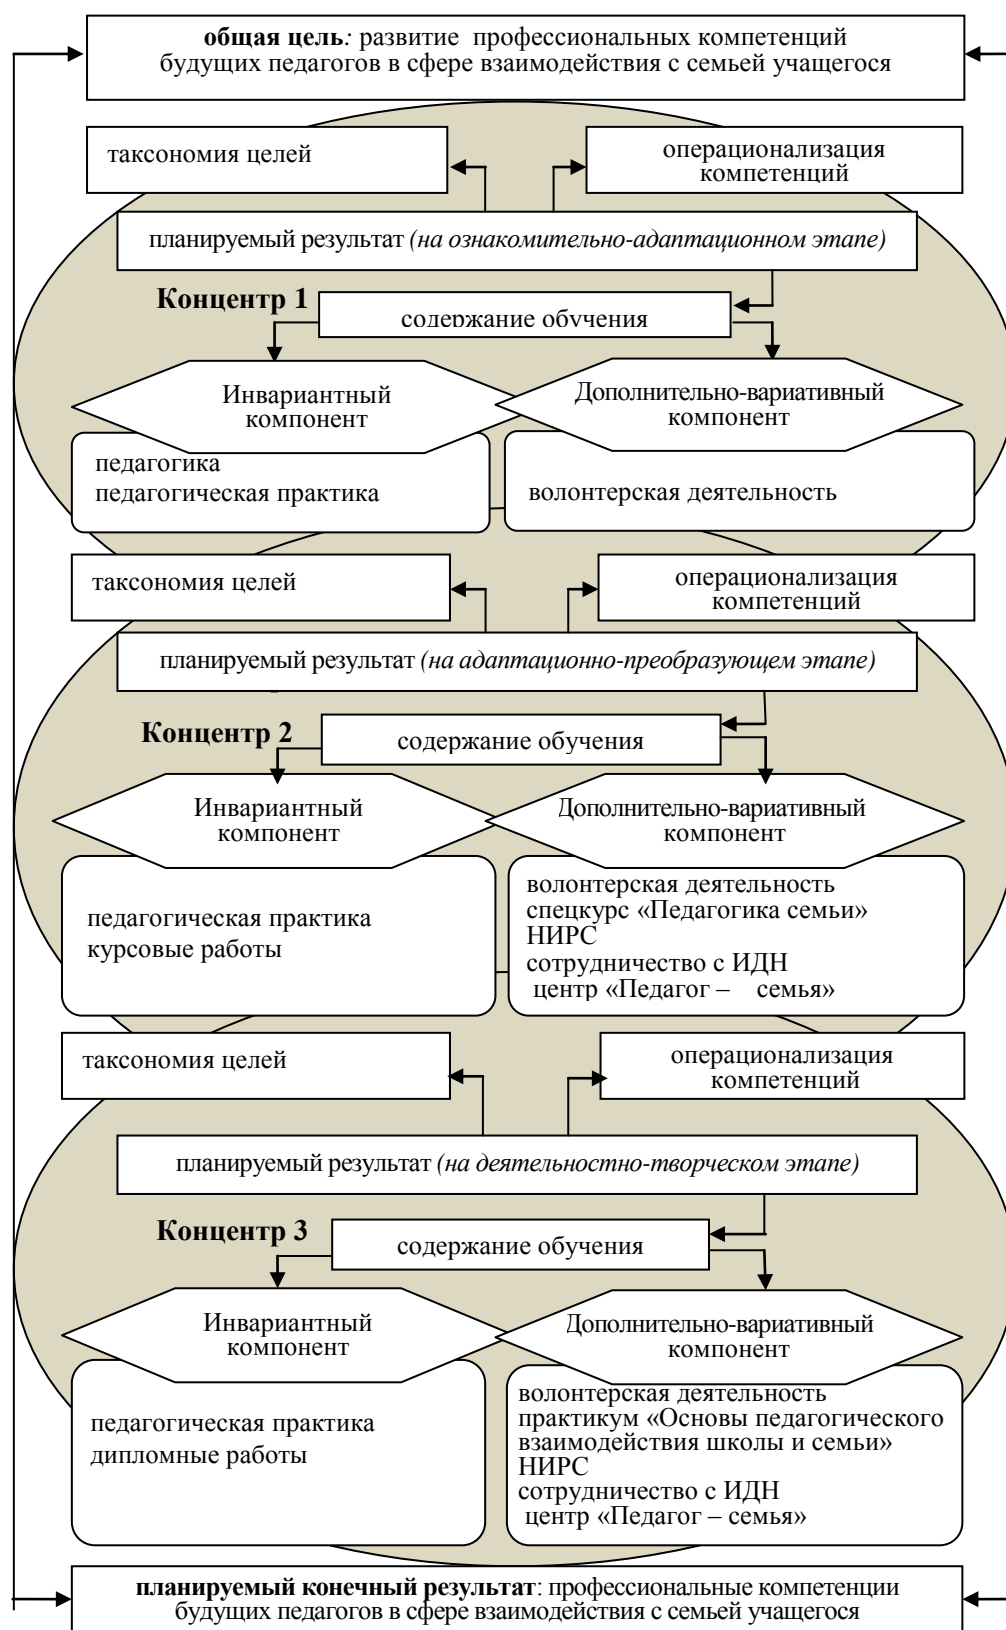 общая цель: развитие профессиональных компетенций
будущих педагогов в сфере взаимодействия с семьей учащегося
таксономия целей
операционализация
компетенций
планируемый результат (на ознакомительно-адаптационном этапе)
Концентр 1
содержание обучения
Инвариантный
компонент
Дополнительно-вариативный
компонент
педагогика
педагогическая практика
волонтерская деятельность
таксономия целей
операционализация
компетенций
планируемый результат (на адаптационно-преобразующем этапе)
Концентр 2
содержание обучения
Инвариантный
компонент
Дополнительно-вариативный
компонент
педагогическая практика
курсовые работы
волонтерская деятельность
спецкурс «Педагогика семьи»
НИРС
сотрудничество с ИДН
центр «Педагог – семья»
таксономия целей
операционализация
компетенций
планируемый результат (на деятельностно-творческом этапе)
Концентр 3
содержание обучения
Инвариантный
компонент
Дополнительно-вариативный
компонент
педагогическая практика
дипломные работы
волонтерская деятельность
практикум «Основы педагогического
взаимодействия школы и семьи»
НИРС
сотрудничество с ИДН
центр «Педагог – семья»
планируемый конечный результат: профессиональные компетенции
будущих педагогов в сфере взаимодействия с семьей учащегося